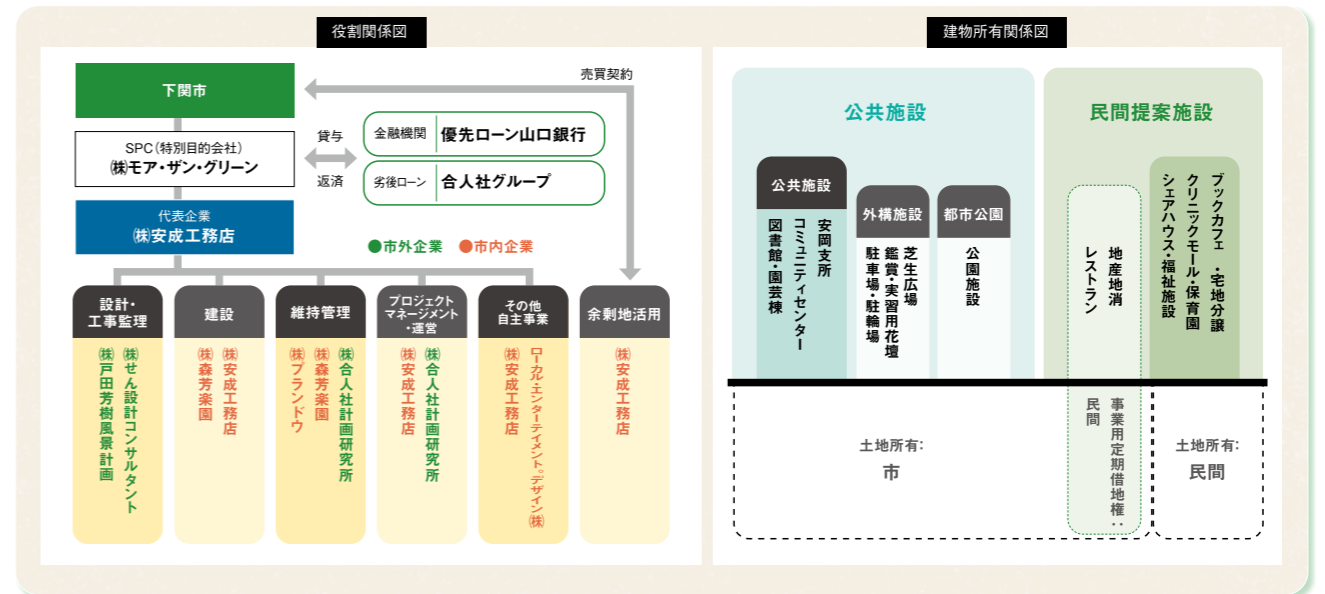 役割関係図
下関市
売買契約
SPC（特別目的会社）
㈱モア・ザン・グリーン
貸与
返済
金融機関
優先ローン山口銀行
劣後ローン
合人社グループ
代表企業
㈱安成工務店
●市外企業
●市内企業
設計・
工事監理
㈱せん設計コンサルタント
㈱戸田芳樹風景計画
建設
㈱安成工務店
㈱森芳楽園
維持管理
㈱合人社計画研究所
㈱森芳楽園
㈱ブランドゥ
プロジェクト
マネージメント
・運営
㈱合人社計画研究所
㈱安成工務店
その他
自主事業
ローカル・エンターテイメント。デザイン㈱
㈱安成工務店
余剰地活用
㈱安成工務店
建物所有関係図
公共施設
公共施設
安岡支所
コミュニティセンター
図書館・園芸棟
外構施設
芝生広場
鑑賞・実習用花壇
駐車場・駐輪場
都市公園
公園施設
民間提案施設
地産地消
レストラン
ブックカフェ・宅地分譲
クリニックモール・保育園
シェアハウス・福祉施設
土地所有：
市
事業用定期借地権：
民間
土地所有：
民間